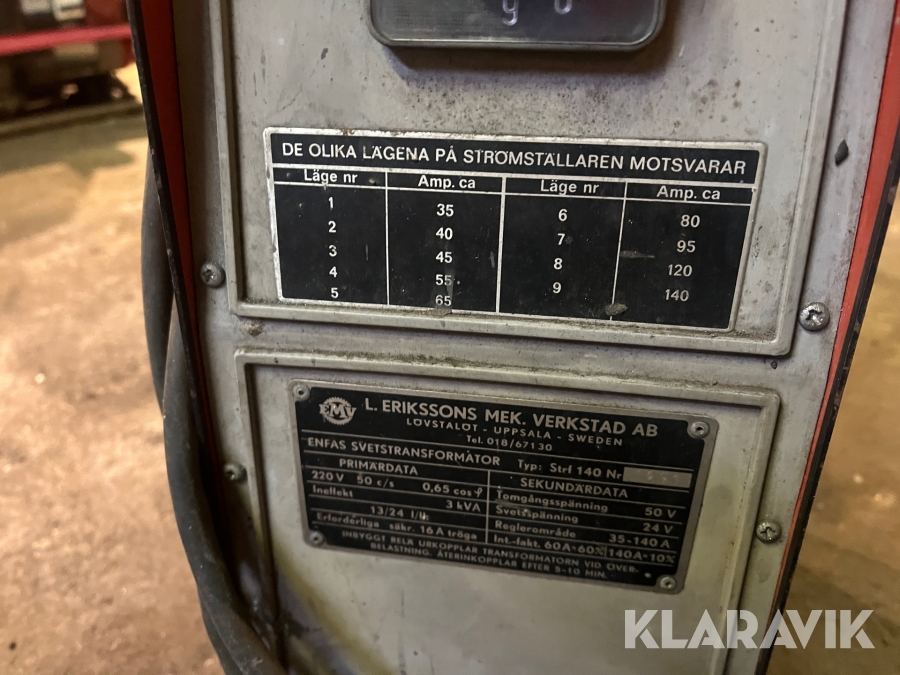 DE OLIKA LÄGENA PÅ STRÖMSTÄLLAREN MOTSVARAR
Läge nr Amp. ca Läge nr Amp. ca
1 35 6 80
2 40 7 95
3 45 8 120
4 55 9 140
5 65
EMV L. ERIKSSONS MEK. VERKSTAD AB
LÖVSTALÖT - UPPSALA - SWEDEN
Tel. 018/67130
ENFAS SVETSTRANSFORMATOR Typ: Strl 140 Nr
PRIMÄRDATA
220 V 50 c/s 0,65 cos φ
Ineffekt 3 kVA
13/24
Erforderliga säkr. 16A tröga
SEKUNDÄRDATA
Tomgångsspänning 50 V
Svetsspänning 24 V
Reglerområde 35-140 A
Int.-fakt. 60A-60% 140A-10%
INBYGGT RELÄ URKOPPLAR TRANSFORMATORN VID ÖVER-
BELASTNING. ÅTERINKOPPLAR EFTER 5-10 MIN.
KLARAVIK